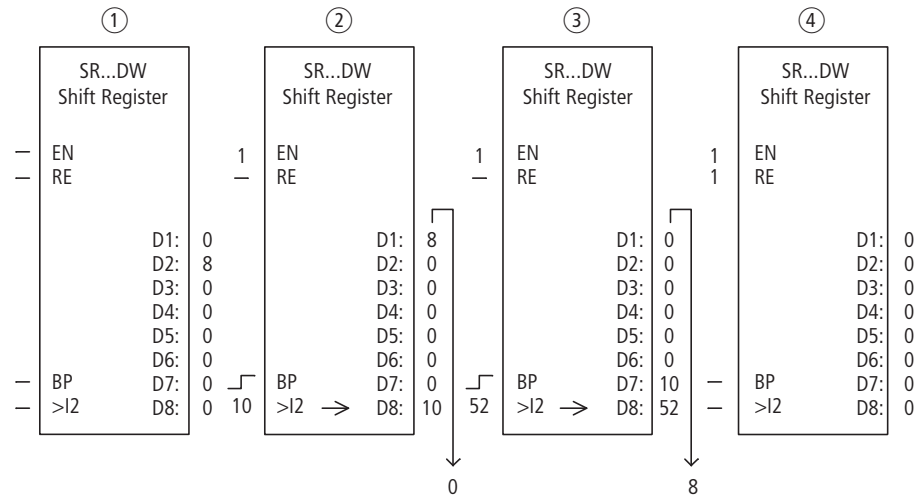 1
SR...DW
Shift Register
– EN
– RE
D1: 0
D2: 8
D3: 0
D4: 0
D5: 0
D6: 0
– BP D7: 0
– >I2 D8: 0
2
SR...DW
Shift Register
1 EN
– RE
D1: 8
D2: 0
D3: 0
D4: 0
D5: 0
D6: 0
BP D7: 0
10 >I2 → D8: 10
0
3
SR...DW
Shift Register
1 EN
– RE
D1: 0
D2: 0
D3: 0
D4: 0
D5: 0
D6: 0
BP D7: 10
52 >I2 → D8: 52
8
4
SR...DW
Shift Register
1 EN
1 RE
D1: 0
D2: 0
D3: 0
D4: 0
D5: 0
D6: 0
– BP D7: 0
– >I2 D8: 0